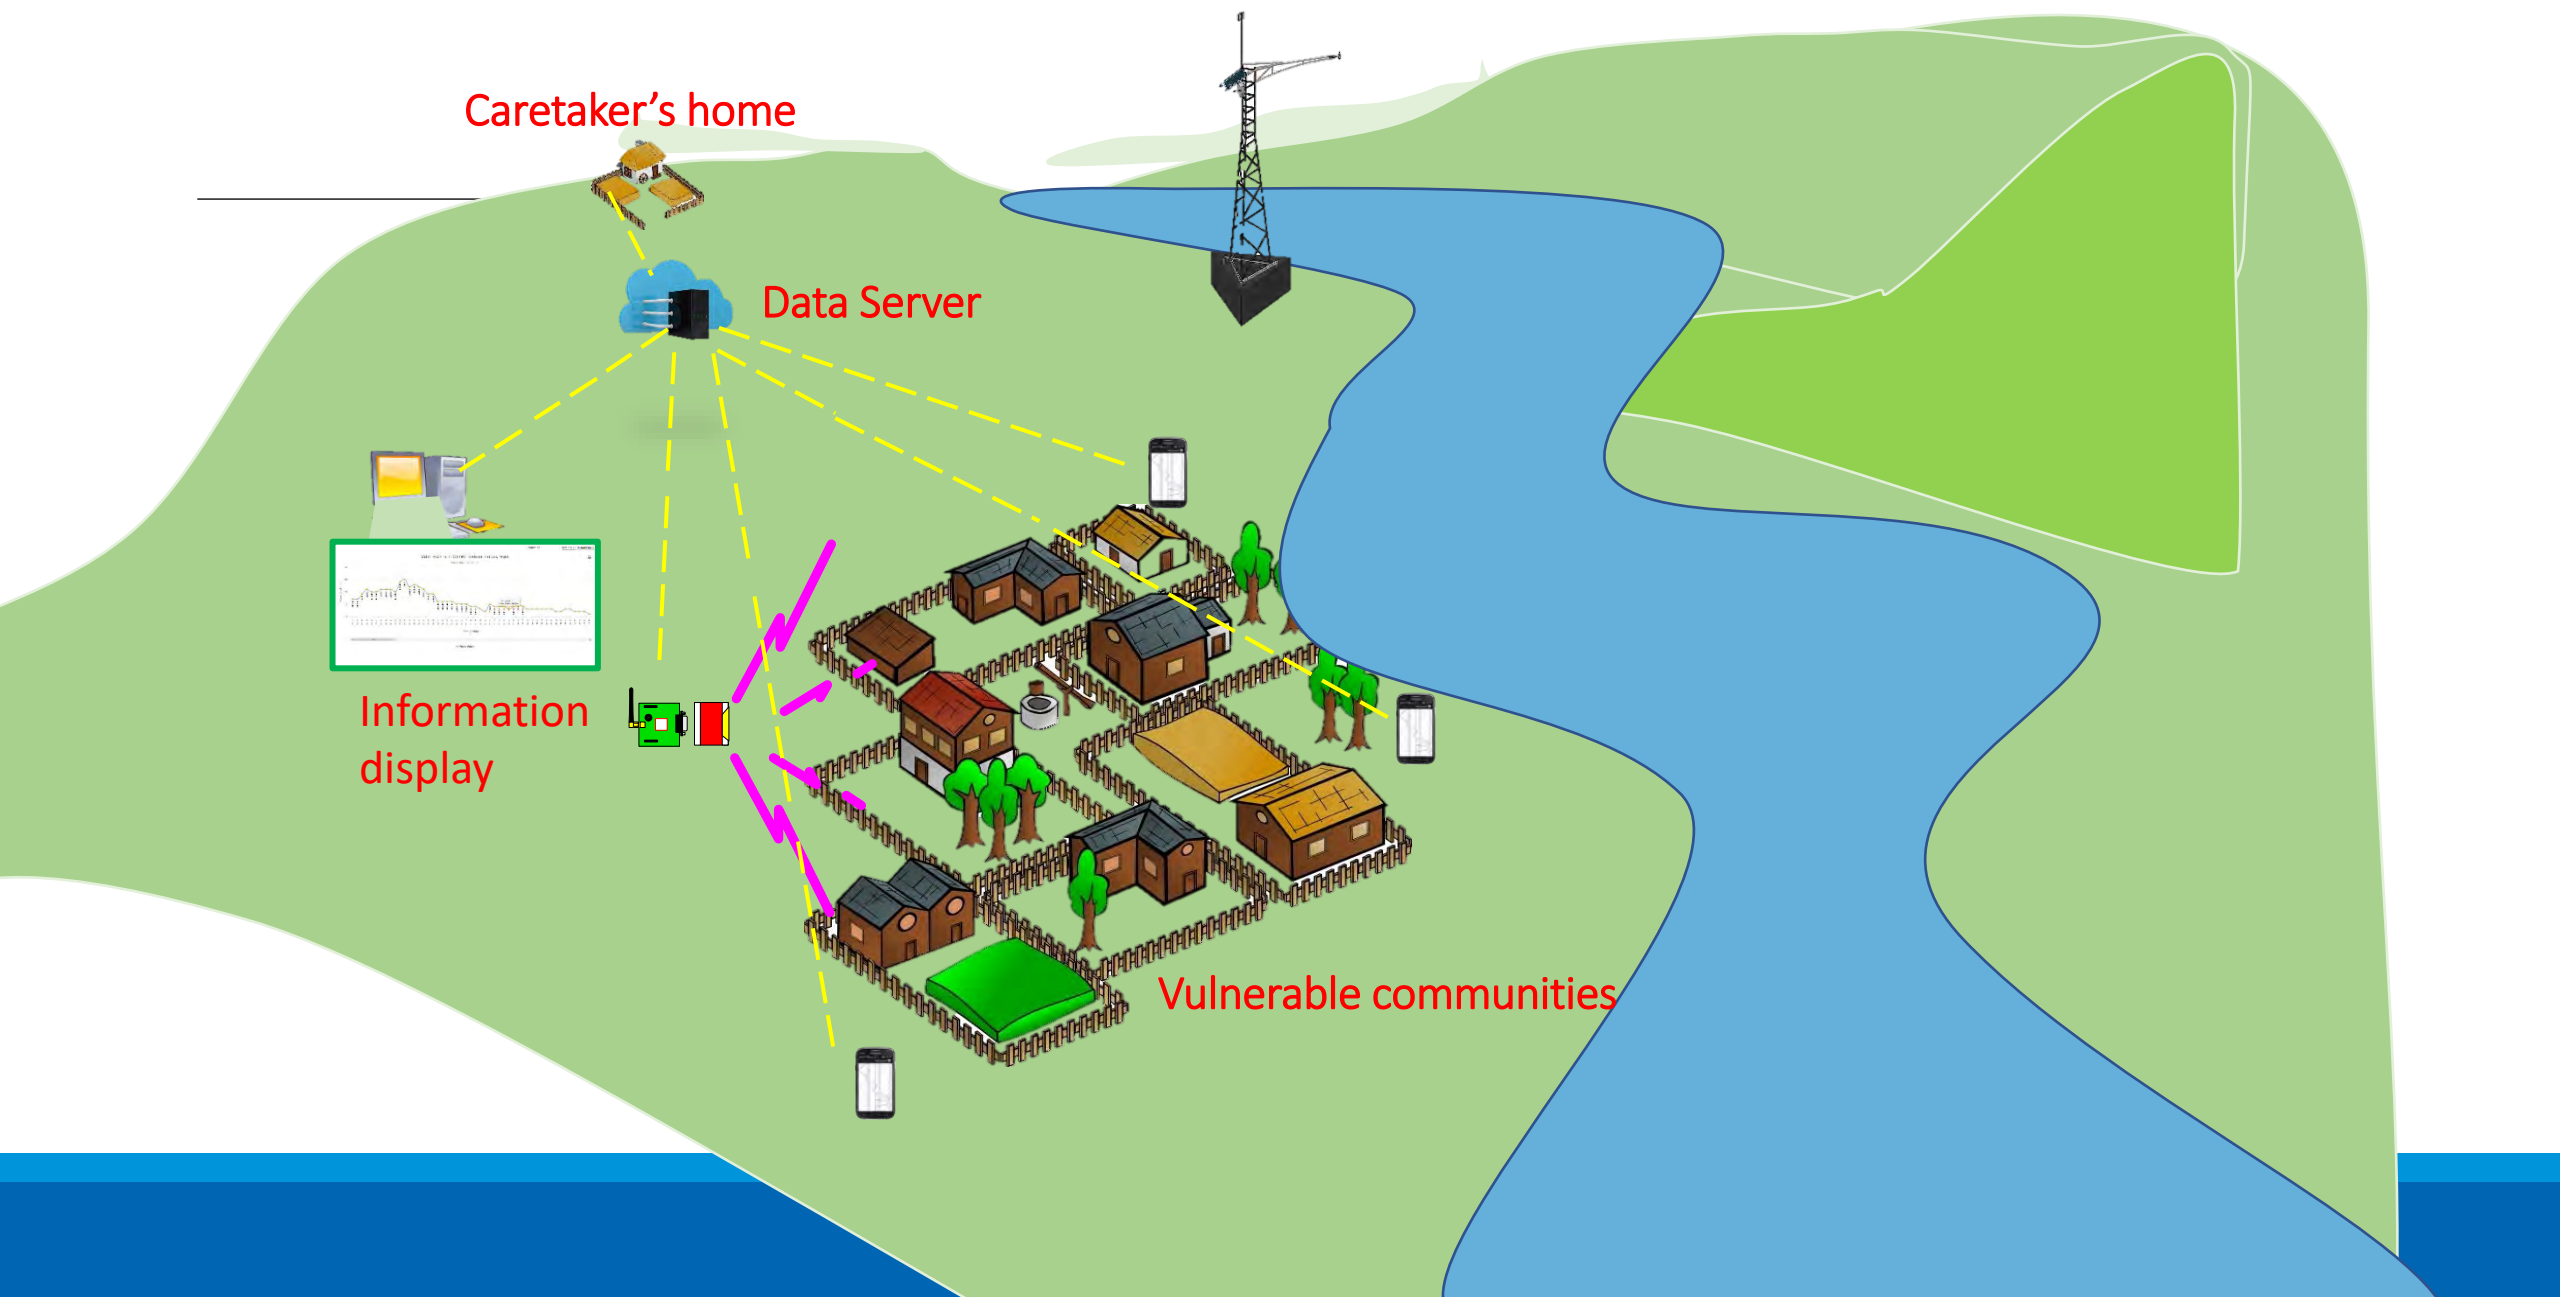 Caretaker’s home
Data Server
Information
display
Vulnerable communities